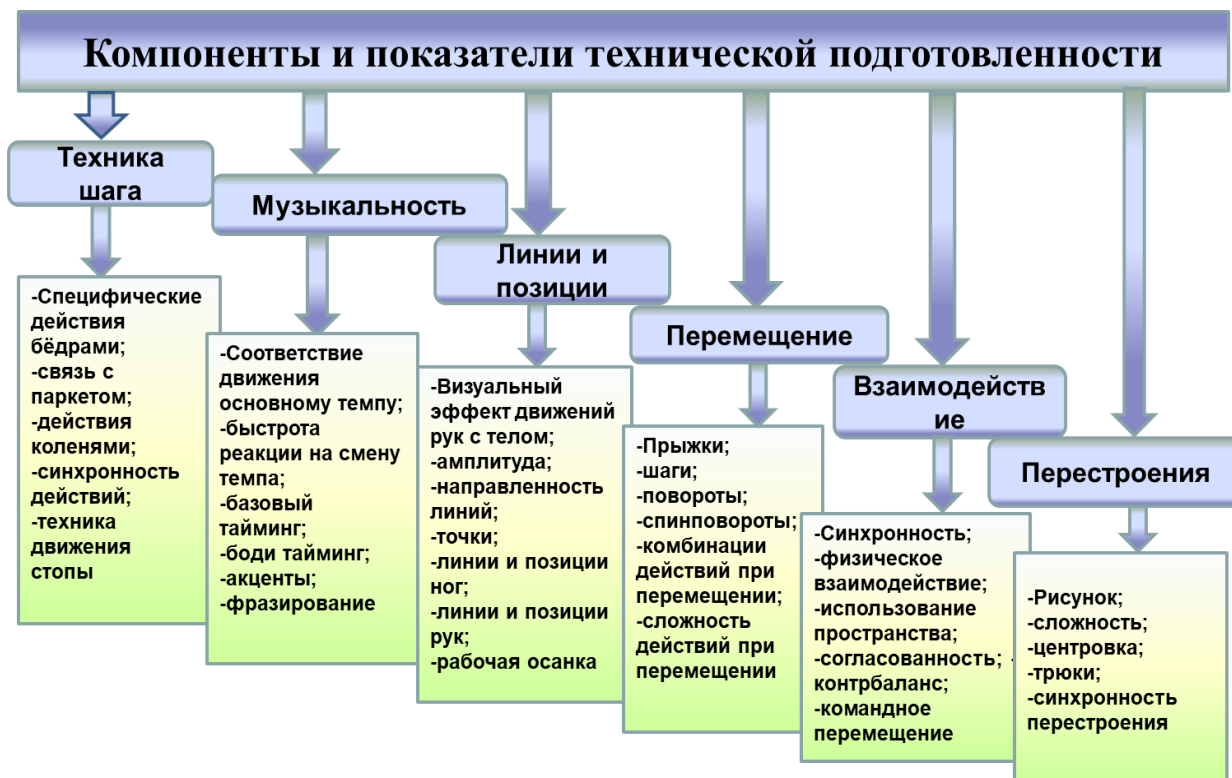 Компоненты и показатели технической подготовленности
Техника
шага
-Специфические
действия
бёдрами;
-связь с
паркетом;
-действия
коленями;
-синхронность
действий;
-техника
движения
стопы
Музыкальность
-Соответствие
движения
основному темпу;
-быстрота
реакции на смену
темпа;
-базовый
тайминг;
-боди тайминг;
-акценты;
-фразирование
Линии и
позиции
-Визуальный
эффект движений
рук с телом;
-амплитуда;
-направленность
линий;
-точки;
-линии и позиции
ног;
-линии и позиции
рук;
-рабочая осанка
Перемещение
-Прыжки;
-шаги;
-повороты;
-спинповороты;
-комбинации
действий при
перемещении;
-сложность
действий при
перемещении
Взаимодейств
ие
-Синхронность;
-физическое
взаимодействие;
-использование
пространства;
-согласованность; -
контрбаланс;
-командное
перемещение
Перестроения
-Рисунок;
-сложность;
-центровка;
-трюки;
-синхронность
перестроения